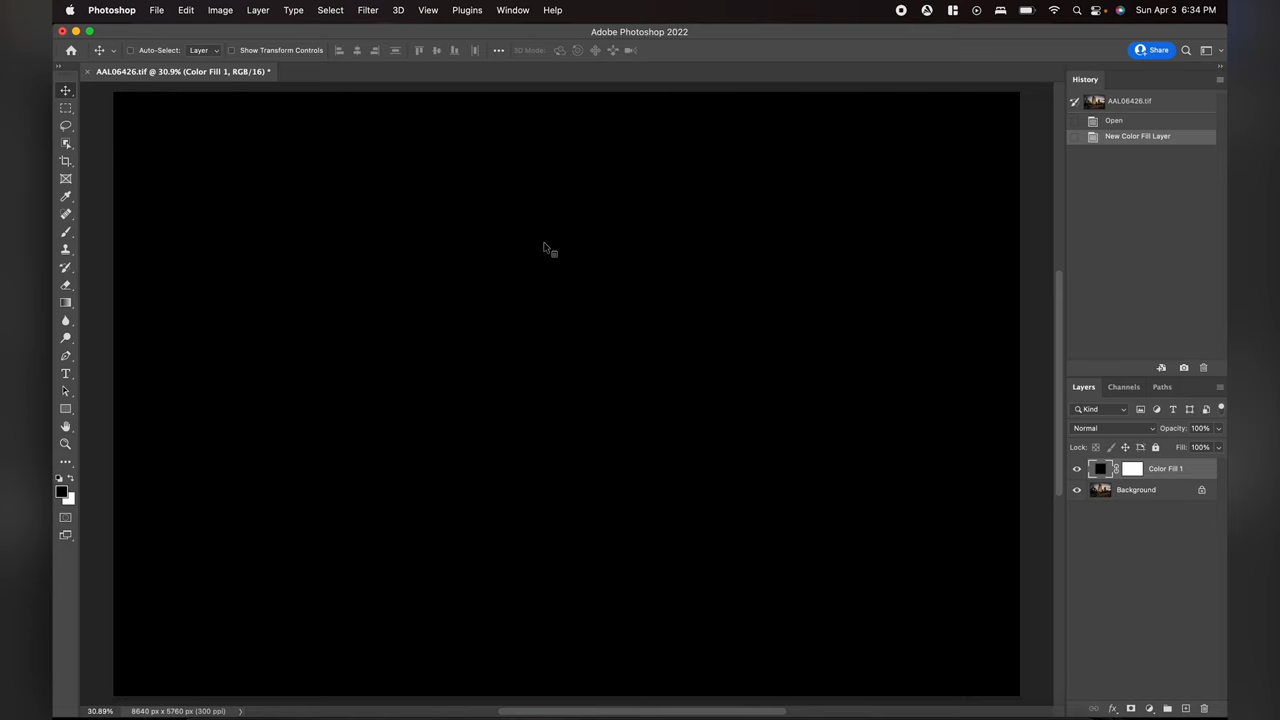 Photoshop File Edit Image Layer Type Select Filter 3D View Plugins Window Help Sun Apr 3 6:34 PM
Adobe Photoshop 2022
Auto-Select: Layer Show Transform Controls 3D Mode: Share
AAL06426.tif @ 30.9% (Color Fill 1, RGB/16) *
History
AAL06426.tif
Open
New Color Fill Layer
Layers Channels Paths
Kind
Normal Opacity: 100%
Lock: Fill: 100%
Color Fill 1
Background
30.89% 8640 px x 5760 px (300 ppi)